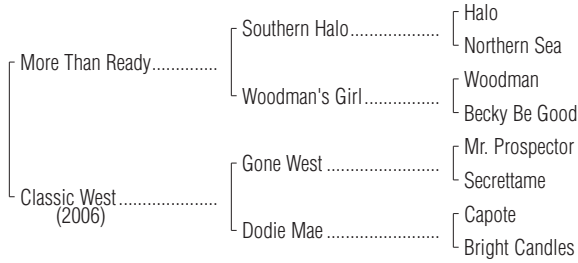 Halo
Southern Halo....................
Northern Sea
More Than Ready..............
Woodman
Woodman's Girl.................
Becky Be Good
Mr. Prospector
Gone West .........................
Secrettame
Classic West......................
(2006)
Capote
Dodie Mae .........................
Bright Candles